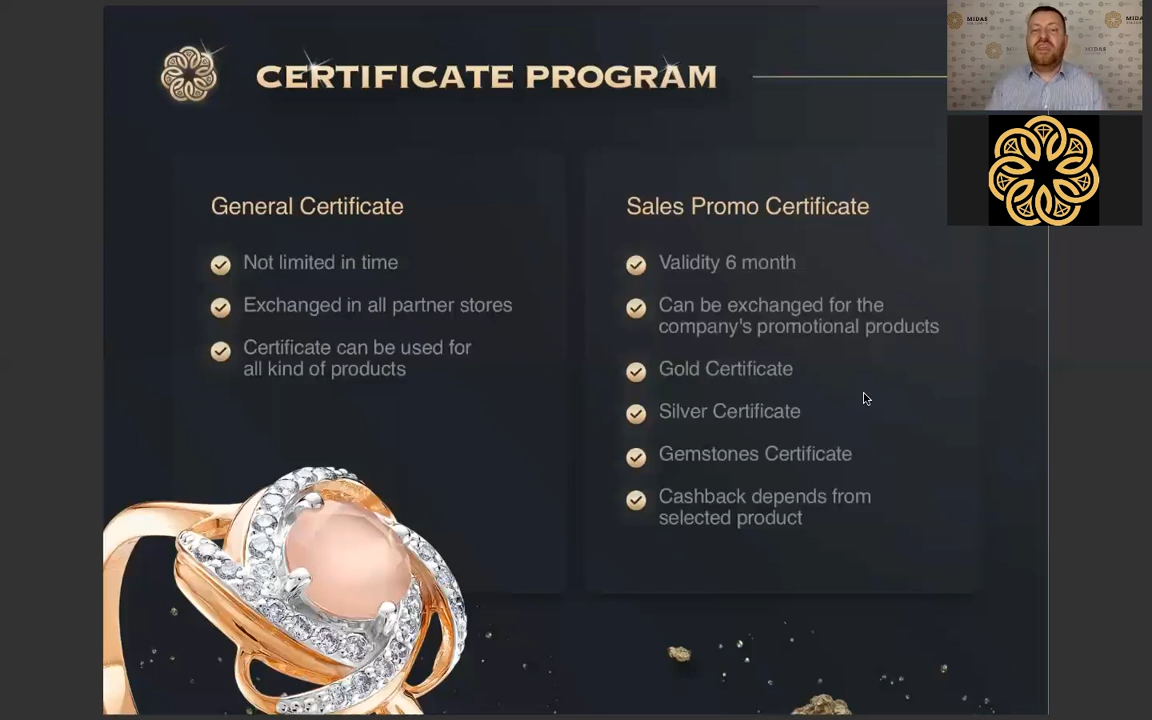 CERTIFICATE PROGRAM
General Certificate
Not limited in time
Exchanged in all partner stores
Certificate can be used for
all kind of products
Sales Promo Certificate
Validity 6 month
Can be exchanged for the
company's promotional products
Gold Certificate
Silver Certificate
Gemstones Certificate
Cashback depends from
selected product
MIDAS
MIDAS